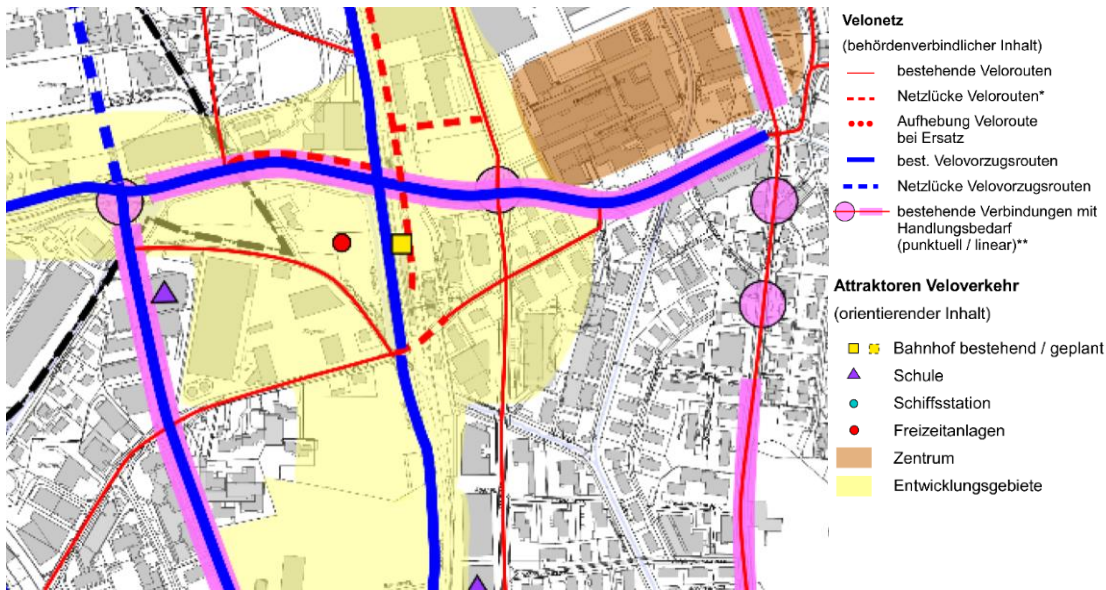 Velonetz
(behördenverbindlicher Inhalt)
bestehende Velorouten
Netzlücke Velorouten*
Aufhebung Veloroute
bei Ersatz
best. Velovorzugsrouten
Netzlücke Velovorzugsrouten
bestehende Verbindungen mit
Handlungsbedarf
(punktuell / linear)**
Attraktoren Veloverkehr
(orientierender Inhalt)
Bahnhof bestehend / geplant
Schule
Schiffsstation
Freizeitanlagen
Zentrum
Entwicklungsgebiete